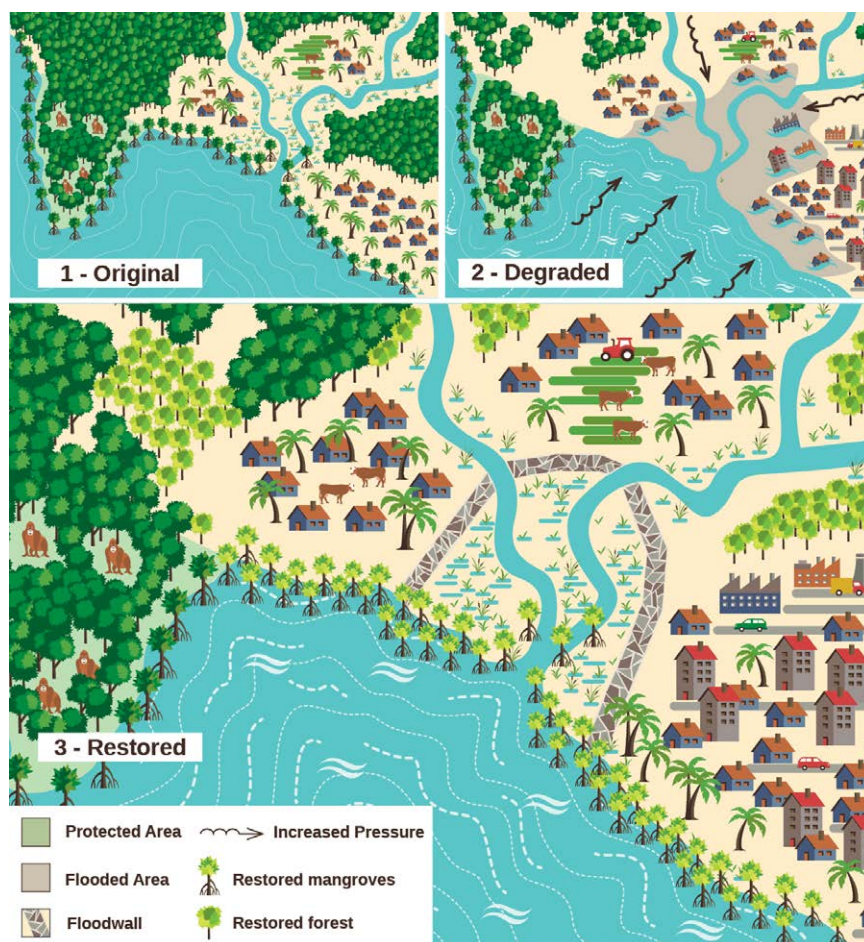 1 - Original
2 - Degraded
3 - Restored
Protected Area
Increased Pressure
Flooded Area
Restored mangroves
Floodwall
Restored forest